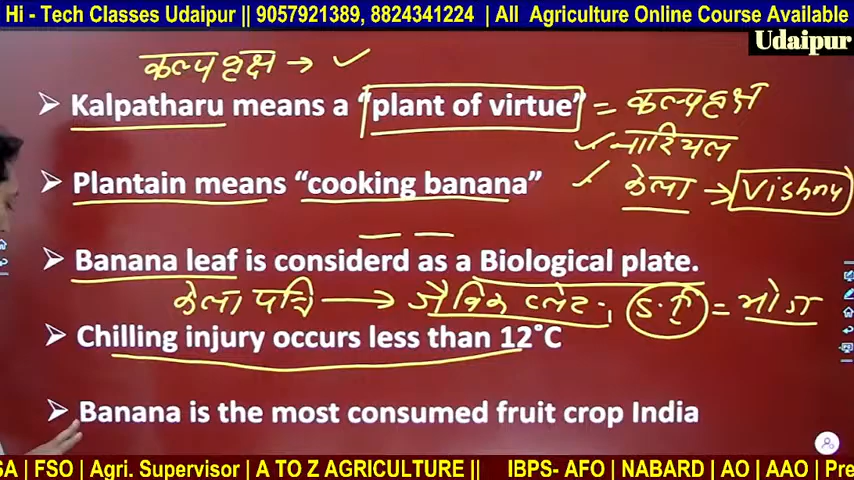 Hi - Tech Classes Udaipur || 9057921389, 8824341224 | All Agriculture Online Course Available
Udaipur
कल्प वृक्ष → ✓
➢ Kalpatharu means a “plant of virtue” = कल्पवृक्ष
✓ नारियल
➢ Plantain means “cooking banana” ✓ केला → Vishnu
➢ Banana leaf is considerd as a Biological plate.
केला पत्ति → जैविक प्लेट, = भोज
➢ Chilling injury occurs less than 12˚C
➢ Banana is the most consumed fruit crop India
SA | FSO | Agri. Supervisor | A TO Z AGRICULTURE || IBPS- AFO | NABARD | AO | AAO | Pre